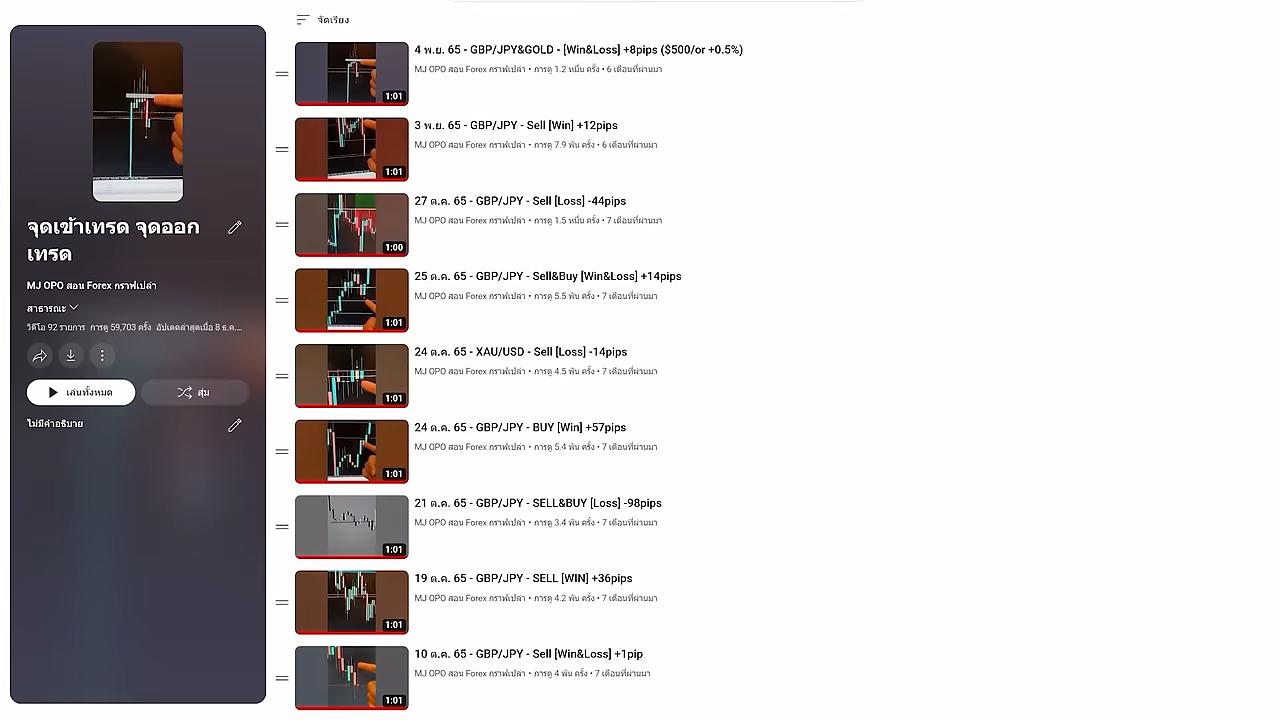 จุดเข้าเทรด จุดออก
เทรด
MJ OPO สอน Forex กราฟเปล่า
สาธารณะ
วิดีโอ 92 รายการ การดู 59,703 ครั้ง อัปเดตล่าสุดเมื่อ 8 ธ.ค....
เล่นทั้งหมด
สุ่ม
ไม่มีคำอธิบาย
จัดเรียง
1:01
4 พ.ย. 65 - GBP/JPY&GOLD - [Win&Loss] +8pips ($500/or +0.5%)
MJ OPO สอน Forex กราฟเปล่า • การดู 1.2 หมื่น ครั้ง • 6 เดือนที่ผ่านมา
1:01
3 พ.ย. 65 - GBP/JPY - Sell [Win] +12pips
MJ OPO สอน Forex กราฟเปล่า • การดู 7.9 พัน ครั้ง • 6 เดือนที่ผ่านมา
1:00
27 ต.ค. 65 - GBP/JPY - Sell [Loss] -44pips
MJ OPO สอน Forex กราฟเปล่า • การดู 1.5 หมื่น ครั้ง • 7 เดือนที่ผ่านมา
1:01
25 ต.ค. 65 - GBP/JPY - Sell&Buy [Win&Loss] +14pips
MJ OPO สอน Forex กราฟเปล่า • การดู 5.5 พัน ครั้ง • 7 เดือนที่ผ่านมา
1:01
24 ต.ค. 65 - XAU/USD - Sell [Loss] -14pips
MJ OPO สอน Forex กราฟเปล่า • การดู 4.5 พัน ครั้ง • 7 เดือนที่ผ่านมา
1:01
24 ต.ค. 65 - GBP/JPY - BUY [Win] +57pips
MJ OPO สอน Forex กราฟเปล่า • การดู 5.4 พัน ครั้ง • 7 เดือนที่ผ่านมา
1:01
21 ต.ค. 65 - GBP/JPY - SELL&BUY [Loss] -98pips
MJ OPO สอน Forex กราฟเปล่า • การดู 3.4 พัน ครั้ง • 7 เดือนที่ผ่านมา
1:01
19 ต.ค. 65 - GBP/JPY - SELL [WIN] +36pips
MJ OPO สอน Forex กราฟเปล่า • การดู 4.2 พัน ครั้ง • 7 เดือนที่ผ่านมา
1:01
10 ต.ค. 65 - GBP/JPY - Sell [Win&Loss] +1pip
MJ OPO สอน Forex กราฟเปล่า • การดู 4 พัน ครั้ง • 7 เดือนที่ผ่านมา